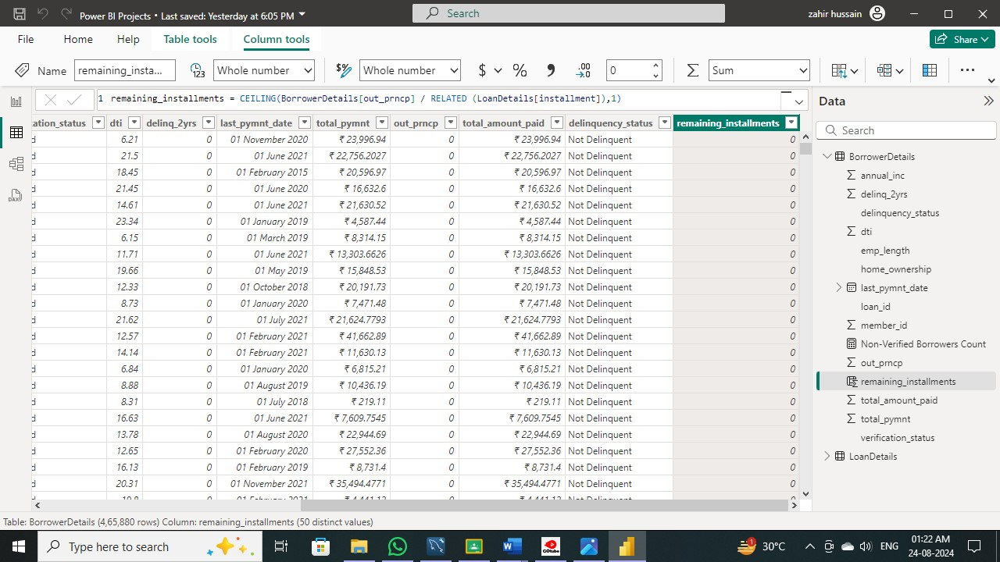 Power BI Projects • Last saved: Yesterday at 6:05 PM
Search
zahir hussain
File Home Help Table tools Column tools
Share
Name remaining_insta... Whole number Whole number $ % 0 Sum
1 remaining_installments = CEILING(BorrowerDetails[out_prncp] / RELATED (LoanDetails[installment]),1)
ation_status dti delinq_2yrs last_pymnt_date total_pymnt out_prncp total_amount_paid delinquency_status remaining_installments
d 6.21 0 01 November 2020 ₹ 23,996.94 0 ₹ 23,996.94 Not Delinquent 0
d 21.5 0 01 June 2021 ₹ 22,756.2027 0 ₹ 22,756.2027 Not Delinquent 0
d 18.45 0 01 February 2015 ₹ 20,596.97 0 ₹ 20,596.97 Not Delinquent 0
d 21.45 0 01 June 2020 ₹ 16,632.6 0 ₹ 16,632.6 Not Delinquent 0
d 14.61 0 01 June 2021 ₹ 21,630.52 0 ₹ 21,630.52 Not Delinquent 0
d 23.34 0 01 January 2019 ₹ 4,587.44 0 ₹ 4,587.44 Not Delinquent 0
d 6.15 0 01 March 2019 ₹ 8,314.15 0 ₹ 8,314.15 Not Delinquent 0
d 11.71 0 01 June 2021 ₹ 13,303.6626 0 ₹ 13,303.6626 Not Delinquent 0
d 19.66 0 01 May 2019 ₹ 15,848.53 0 ₹ 15,848.53 Not Delinquent 0
d 12.33 0 01 October 2018 ₹ 20,191.73 0 ₹ 20,191.73 Not Delinquent 0
d 8.73 0 01 January 2020 ₹ 7,471.48 0 ₹ 7,471.48 Not Delinquent 0
d 21.62 0 01 July 2021 ₹ 21,624.7793 0 ₹ 21,624.7793 Not Delinquent 0
d 12.57 0 01 February 2021 ₹ 41,662.89 0 ₹ 41,662.89 Not Delinquent 0
d 14.14 0 01 February 2021 ₹ 11,630.13 0 ₹ 11,630.13 Not Delinquent 0
d 6.84 0 01 January 2020 ₹ 6,815.21 0 ₹ 6,815.21 Not Delinquent 0
d 8.88 0 01 August 2019 ₹ 10,436.19 0 ₹ 10,436.19 Not Delinquent 0
d 8.31 0 01 July 2018 ₹ 219.11 0 ₹ 219.11 Not Delinquent 0
d 16.63 0 01 June 2021 ₹ 7,609.7545 0 ₹ 7,609.7545 Not Delinquent 0
d 13.78 0 01 August 2020 ₹ 22,944.69 0 ₹ 22,944.69 Not Delinquent 0
d 12.65 0 01 February 2020 ₹ 27,552.36 0 ₹ 27,552.36 Not Delinquent 0
d 16.13 0 01 February 2019 ₹ 8,731.4 0 ₹ 8,731.4 Not Delinquent 0
d 20.31 0 01 November 2021 ₹ 35,494.4771 0 ₹ 35,494.4771 Not Delinquent 0
Data
Search
BorrowerDetails
annual_inc
delinq_2yrs
delinquency_status
dti
emp_length
home_ownership
last_pymnt_date
loan_id
member_id
Non-Verified Borrowers Count
out_prncp
remaining_installments
total_amount_paid
total_pymnt
verification_status
LoanDetails
Table: BorrowerDetails (4,65,880 rows) Column: remaining_installments (50 distinct values)
Type here to search
30°C
ENG
01:22 AM
24-08-2024